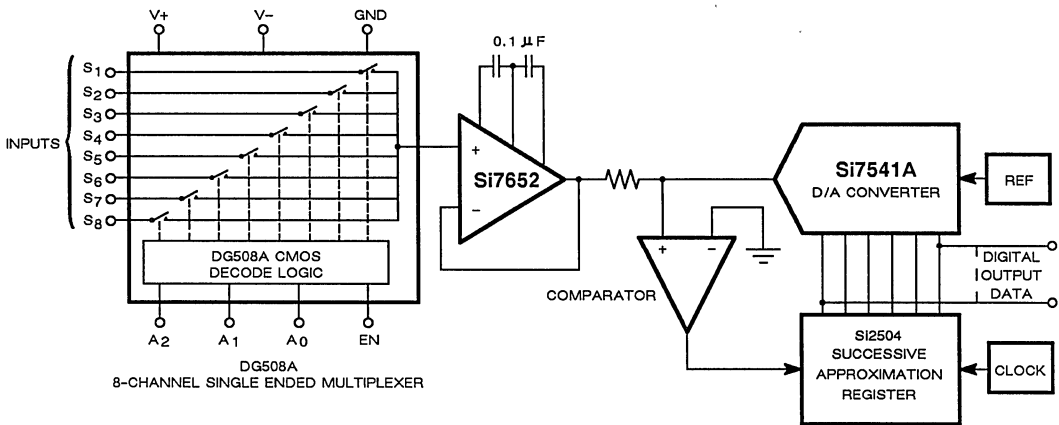 V+
V-
GND
0.1 µF
S1
S2
S3
S4
S5
S6
S7
S8
INPUTS
+
-
Si7652
DG508A CMOS
DECODE LOGIC
A2
A1
A0
EN
DG508A
8-CHANNEL SINGLE ENDED MULTIPLEXER
+
-
COMPARATOR
Si7541A
D/A CONVERTER
REF
DIGITAL
OUTPUT
DATA
SI2504
SUCCESSIVE
APPROXIMATION
REGISTER
CLOCK